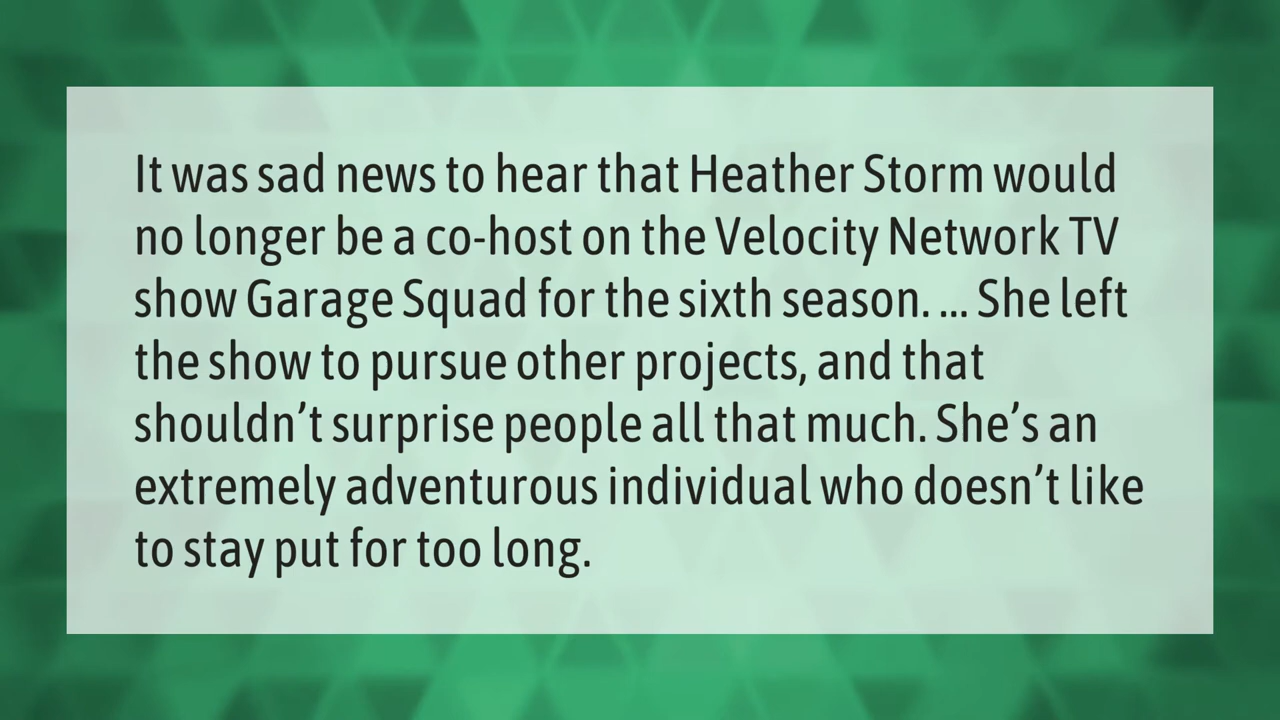 It was sad news to hear that Heather Storm would
no longer be a co-host on the Velocity Network TV
show Garage Squad for the sixth season. ... She left
the show to pursue other projects, and that
shouldn’t surprise people all that much. She’s an
extremely adventurous individual who doesn’t like
to stay put for too long.